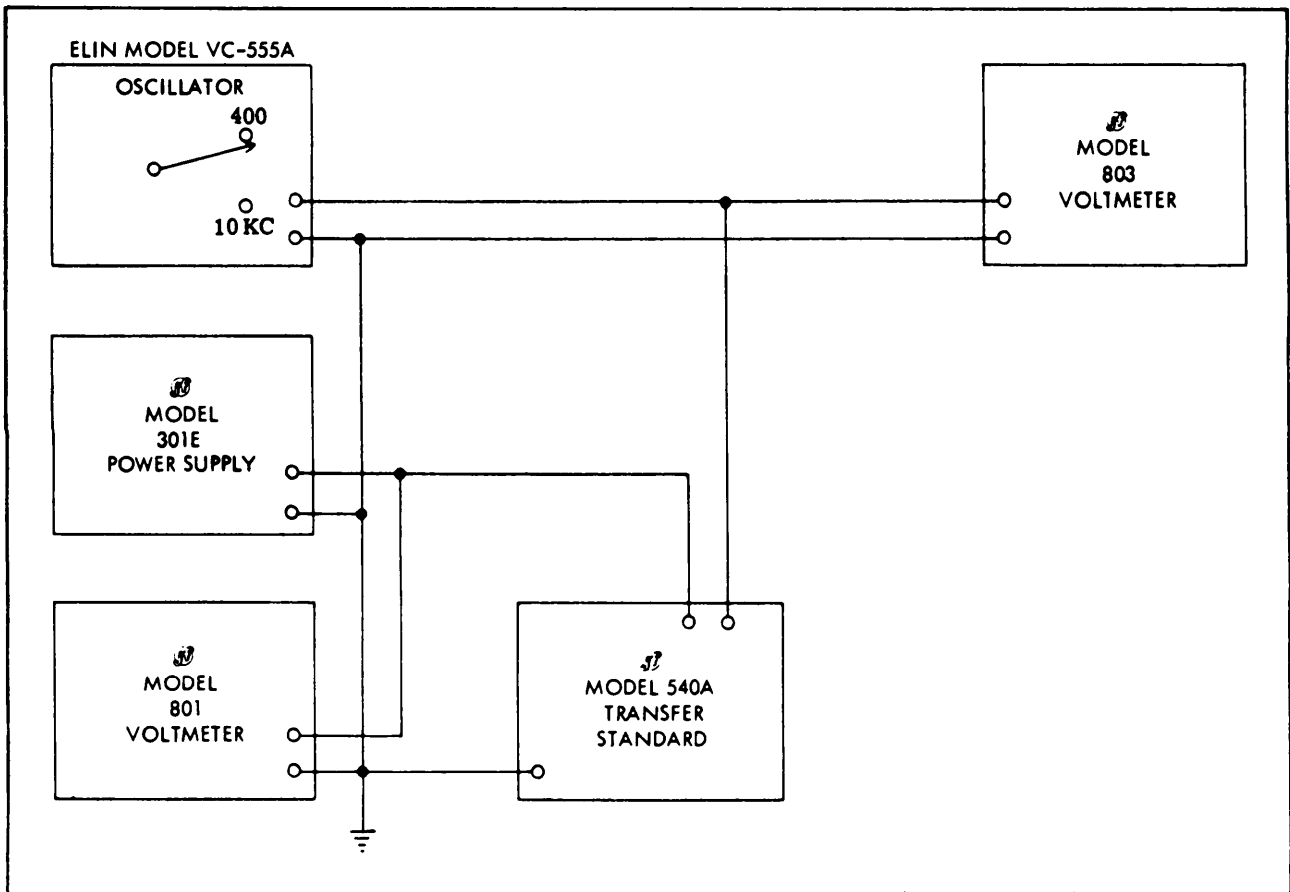 ELIN MODEL VC-555A
OSCILLATOR
400
10 KC
MODEL
803
VOLTMETER
MODEL
301E
POWER SUPPLY
MODEL
801
VOLTMETER
MODEL 540A
TRANSFER
STANDARD